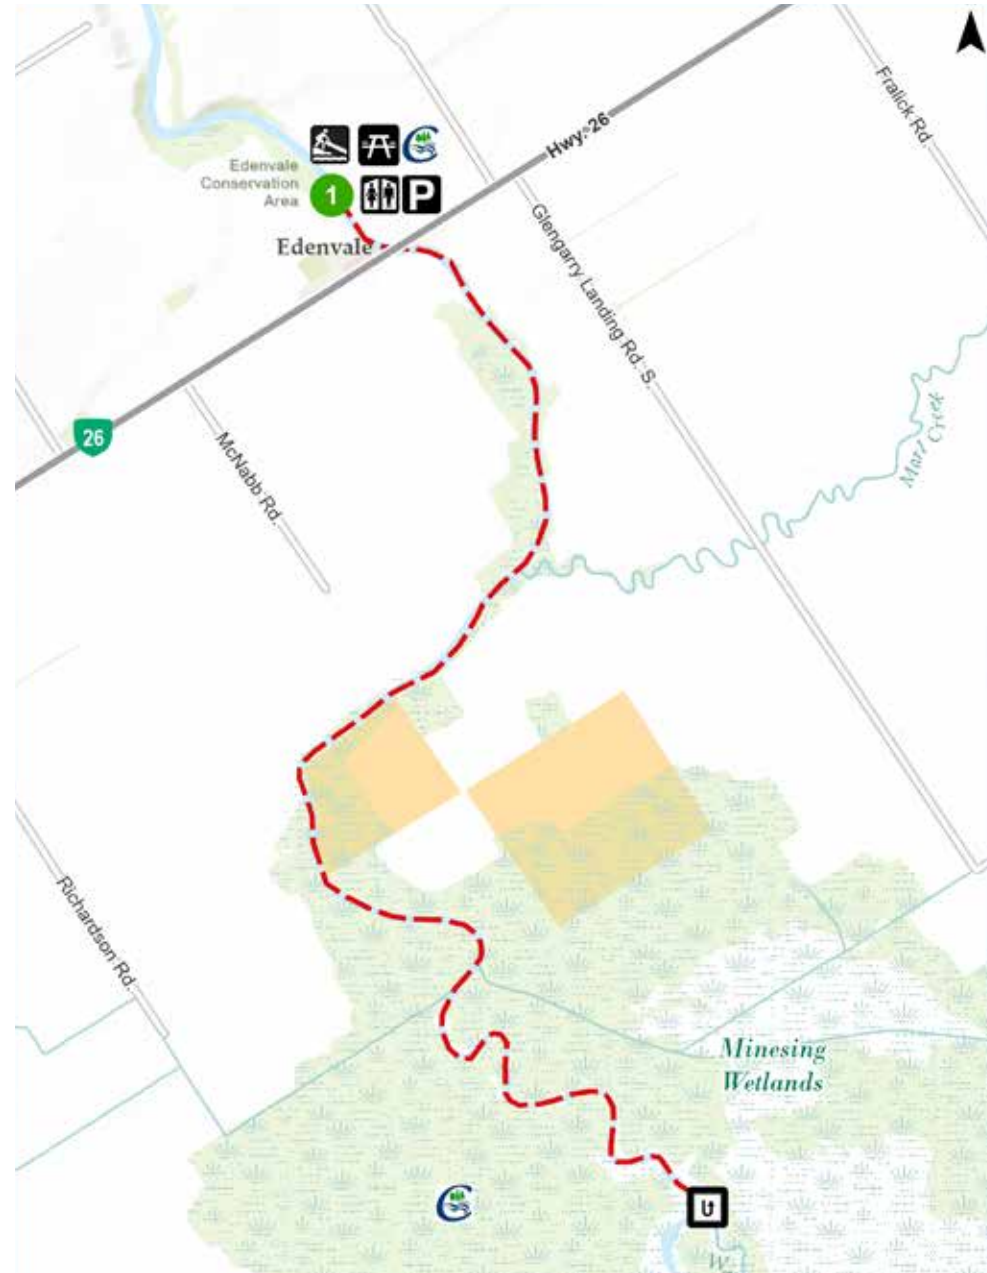 Fralick Rd.
Hwy. 26
Edenvale
Conservation
Area
1
P
Edenvale
Glengarry Landing Rd. S.
26
McNabb Rd.
Marl Creek
Richardson Rd.
Minesing
Wetlands
W.